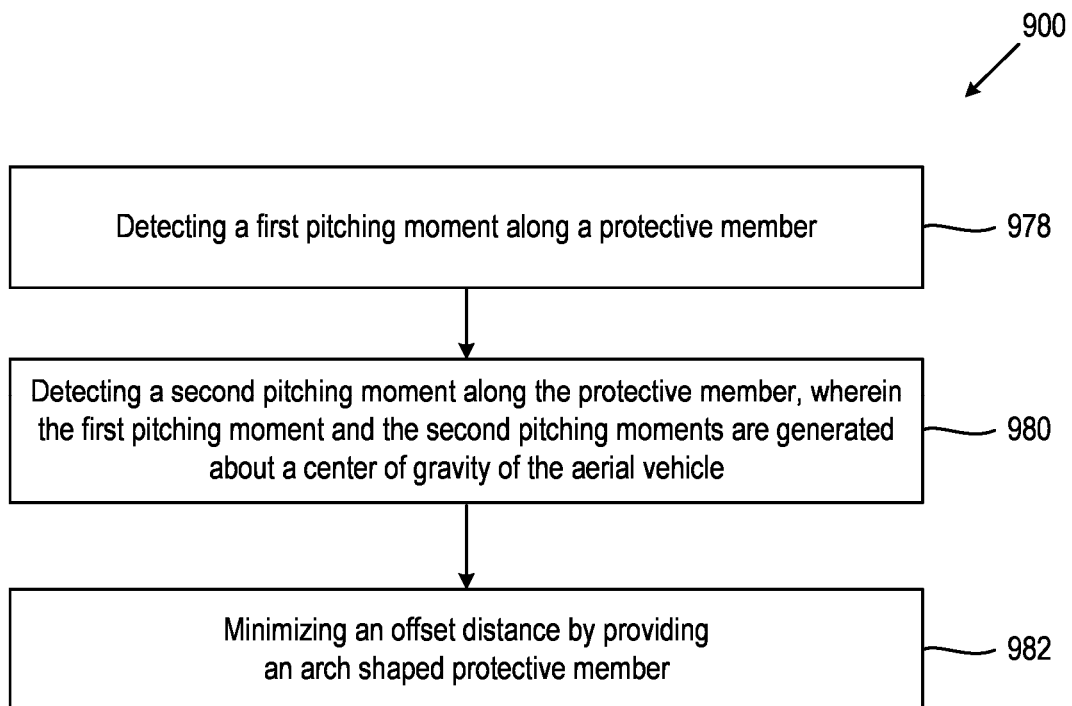 900
Detecting a first pitching moment along a protective member
978
Detecting a second pitching moment along the protective member, wherein
the first pitching moment and the second pitching moments are generated
about a center of gravity of the aerial vehicle
980
Minimizing an offset distance by providing
an arch shaped protective member
982